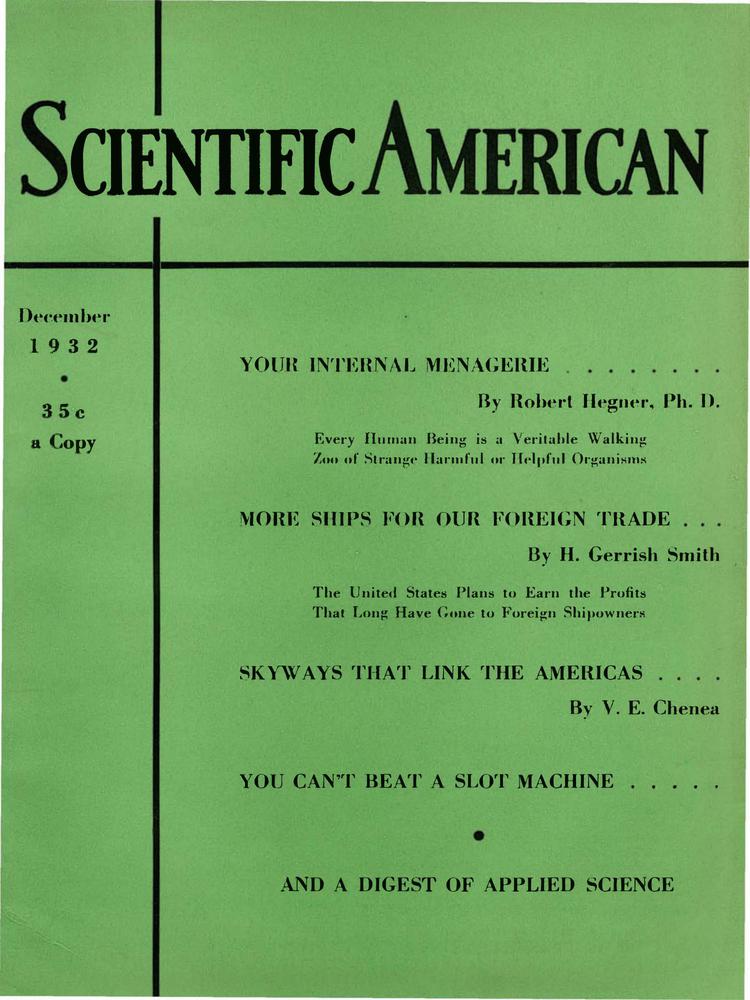 SCIENTIFIC AMERICAN
December
1932
•
35c
a Copy
YOUR INTERNAL MENAGERIE . . . . . . . .
By Robert Hegner, Ph. D.
Every Human Being is a Veritable Walking
Zoo of Strange Harmful or Helpful Organisms
MORE SHIPS FOR OUR FOREIGN TRADE . . .
By H. Gerrish Smith
The United States Plans to Earn the Profits
That Long Have Gone to Foreign Shipowners
SKYWAYS THAT LINK THE AMERICAS . . . .
By V. E. Chenea
YOU CAN'T BEAT A SLOT MACHINE . . . . .
•
AND A DIGEST OF APPLIED SCIENCE